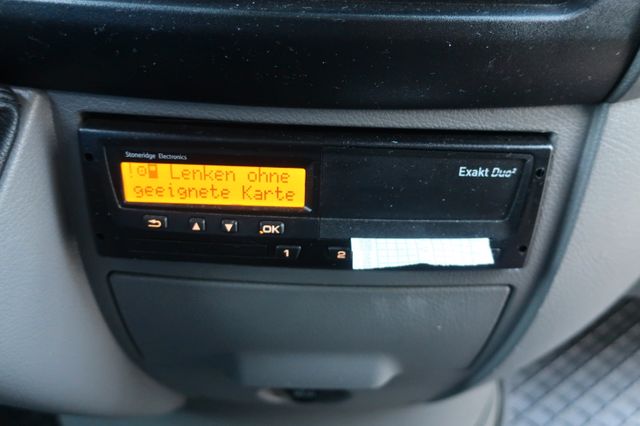 Stoneridge Electronics
Exakt Duo²
! Lenken ohne
geeignete Karte
OK
1
2